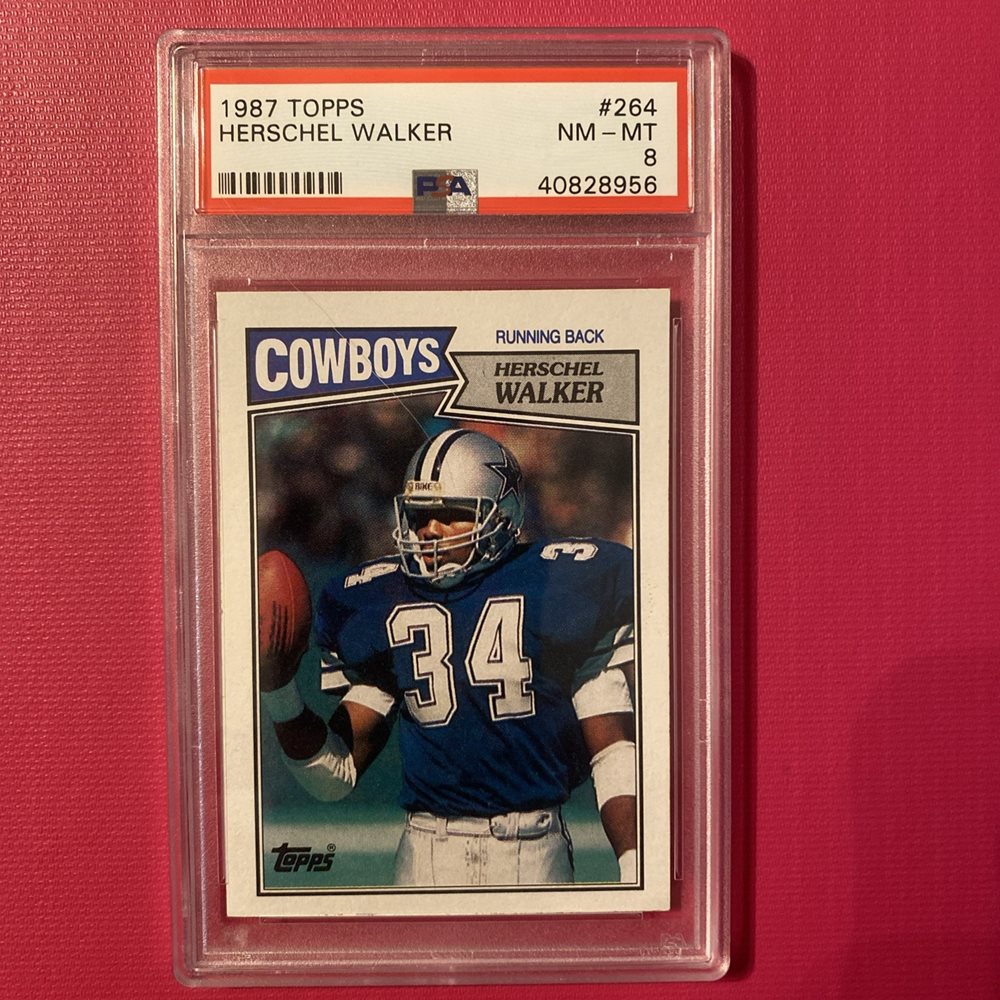 1987 TOPPS #264
HERSCHEL WALKER NM – MT
8
PSA 40828956
COWBOYS
RUNNING BACK
HERSCHEL
WALKER
BIKE
34
34
34
Topps®